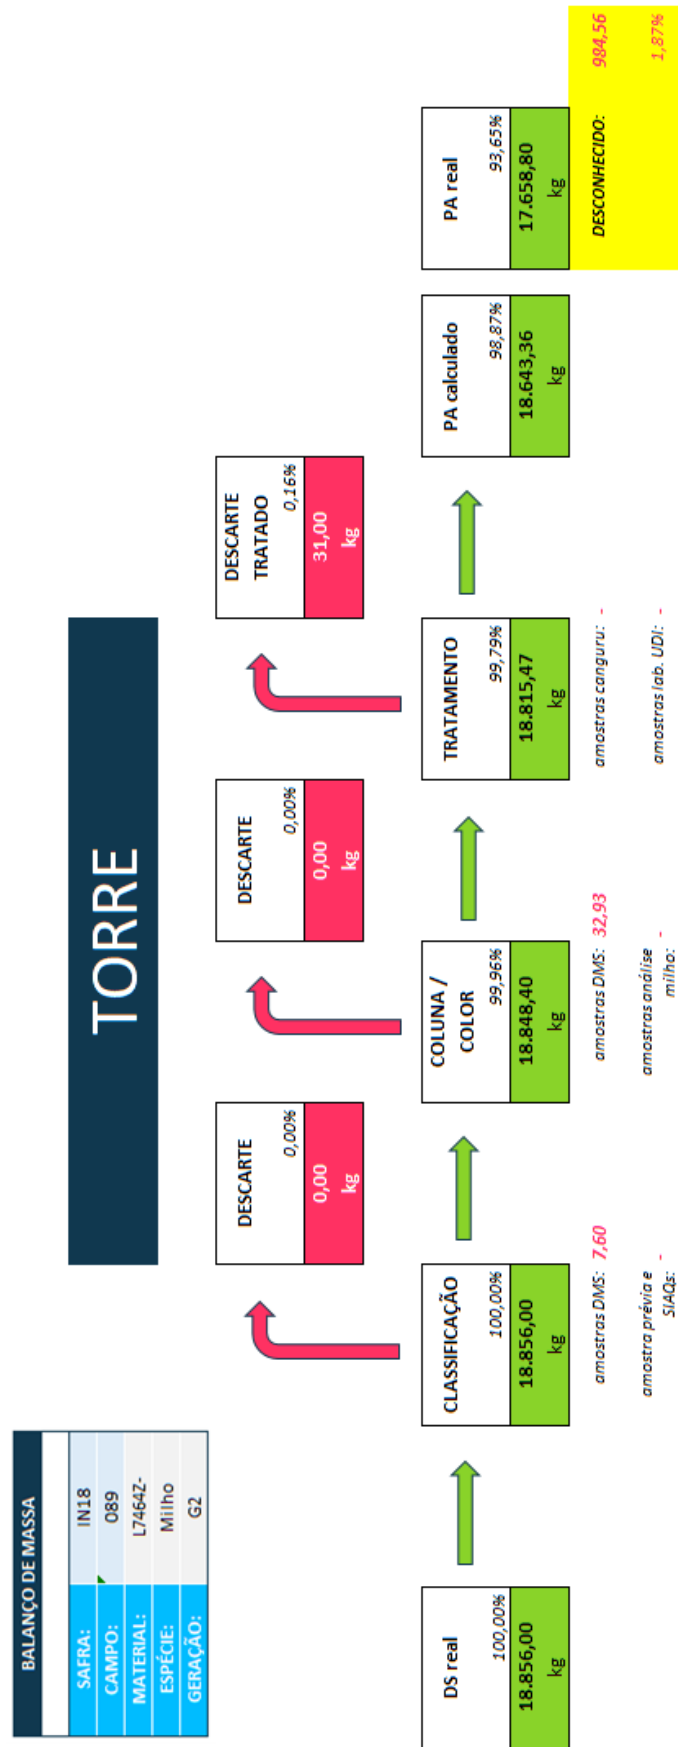 BALANÇO DE MASSA
SAFRA: IN18
CAMPO: 089
MATERIAL: L7464Z-
ESPÉCIE: Milho
GERAÇÃO: G2
TORRE
DESCARTE
0,00%
0,00
kg
DESCARTE
0,00%
0,00
kg
DESCARTE
TRATADO
0,16%
31,00
kg
DS real
100,00%
18.856,00
kg
CLASSIFICAÇÃO
100,00%
18.856,00
kg
COLUNA /
COLOR
99,96%
18.848,40
kg
TRATAMENTO
99,79%
18.815,47
kg
PA calculado
98,87%
18.643,36
kg
PA real
93,65%
17.658,80
kg
amostras DMS: 7,60
amostra prévia e
SIAQs: -
amostras DMS: 32,93
amostras análise
milho: -
amostras canguru: -
amostras lab. UDI: -
DESCONHECIDO: 984,56
1,87%